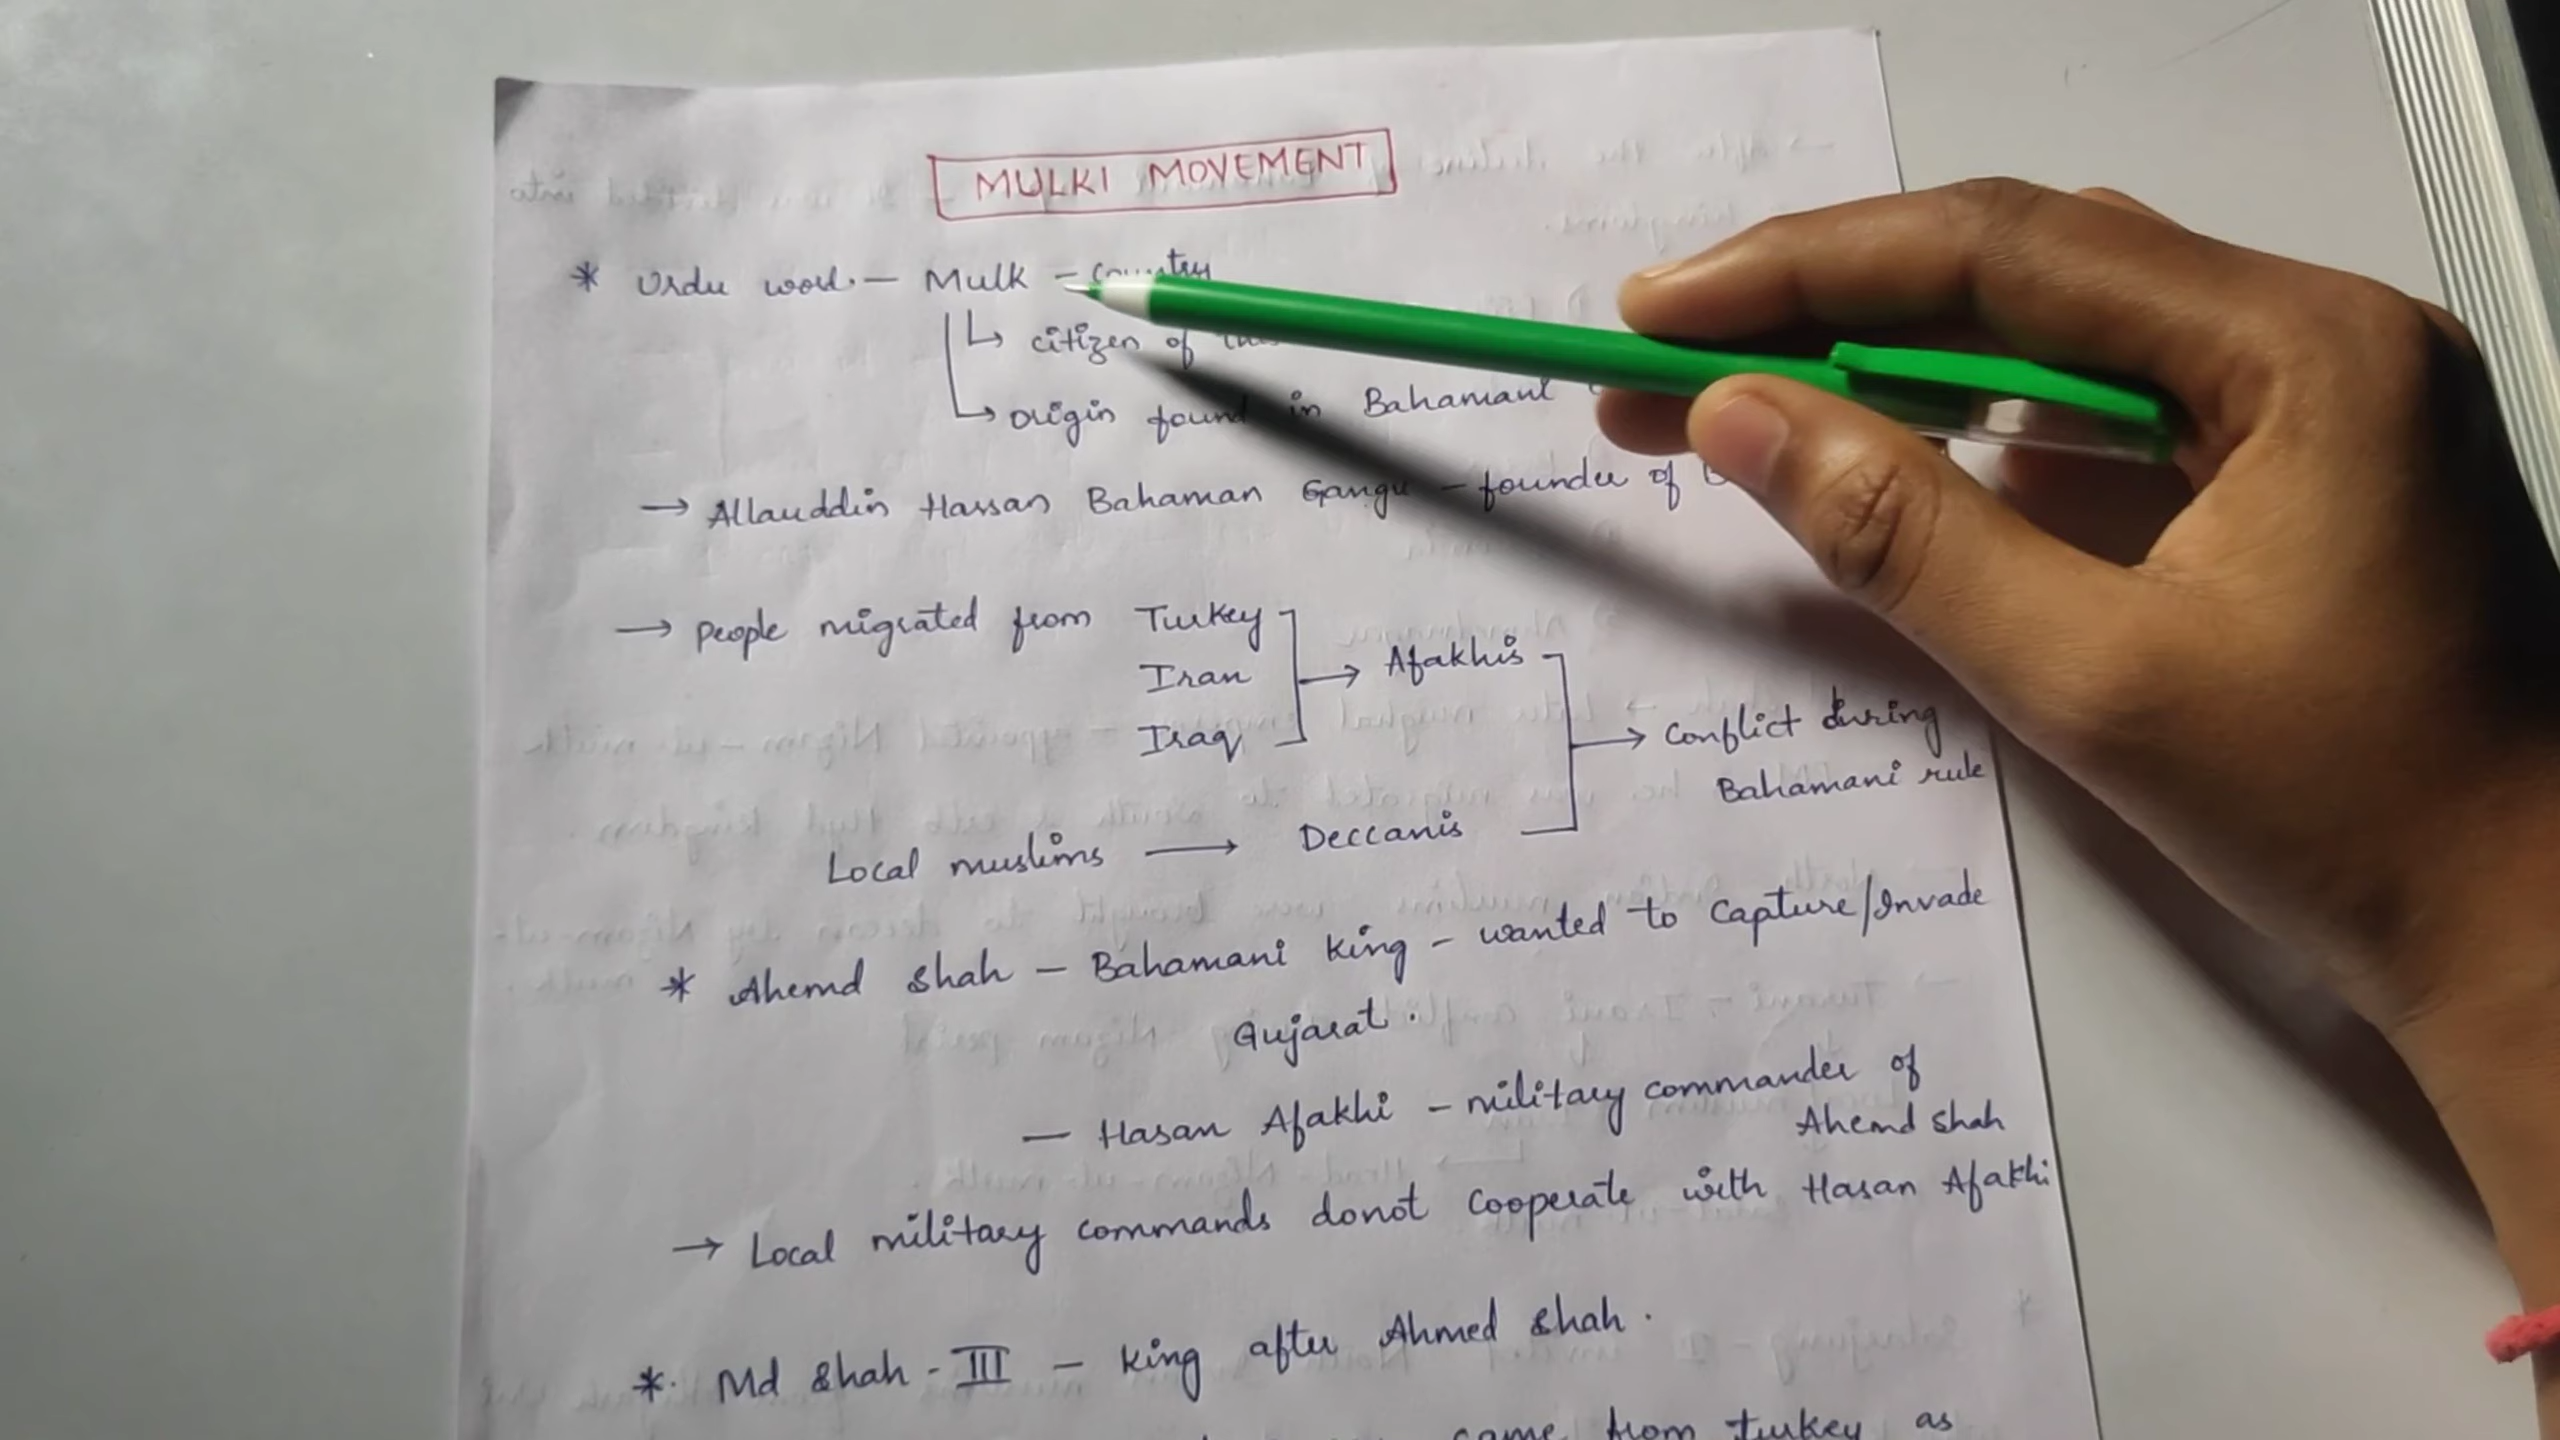 MULKI MOVEMENT
* Urdu word. — Mulk – country
↳ citizen of
↳ origin found in Bahamani
→ Allauddin Hassan Bahaman Gangu – founder of
→ people migrated from Turkey
Iran
Iraq
→ Afakhis
Local muslims → Deccanis
→ Conflict during
Bahamani rule
* Ahemd Shah – Bahamani King – wanted to Capture/Invade
Gujarat.
— Hasan Afakhi – military commander of
Ahemd Shah
→ Local military commands donot Cooperate with Hasan Afakhi
*. Md Shah - III – King after Ahmed Shah.
came from Turkey as